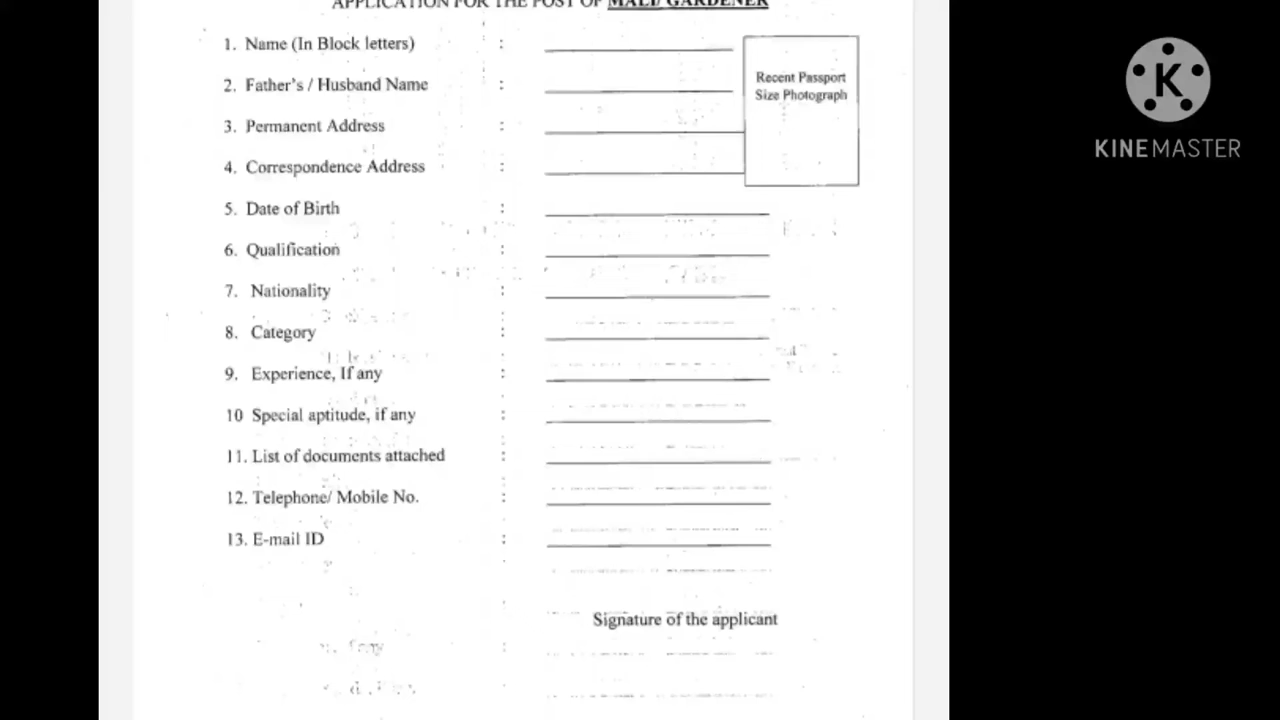 APPLICATION FOR THE POST OF MALI/ GARDENER
1. Name (In Block letters) :
Recent Passport
Size Photograph
2. Father's / Husband Name :
3. Permanent Address :
4. Correspondence Address :
5. Date of Birth :
6. Qualification :
7. Nationality :
8. Category :
9. Experience, If any :
10 Special aptitude, if any :
11. List of documents attached :
12. Telephone/ Mobile No. :
13. E-mail ID :
Signature of the applicant
K
KINEMASTER